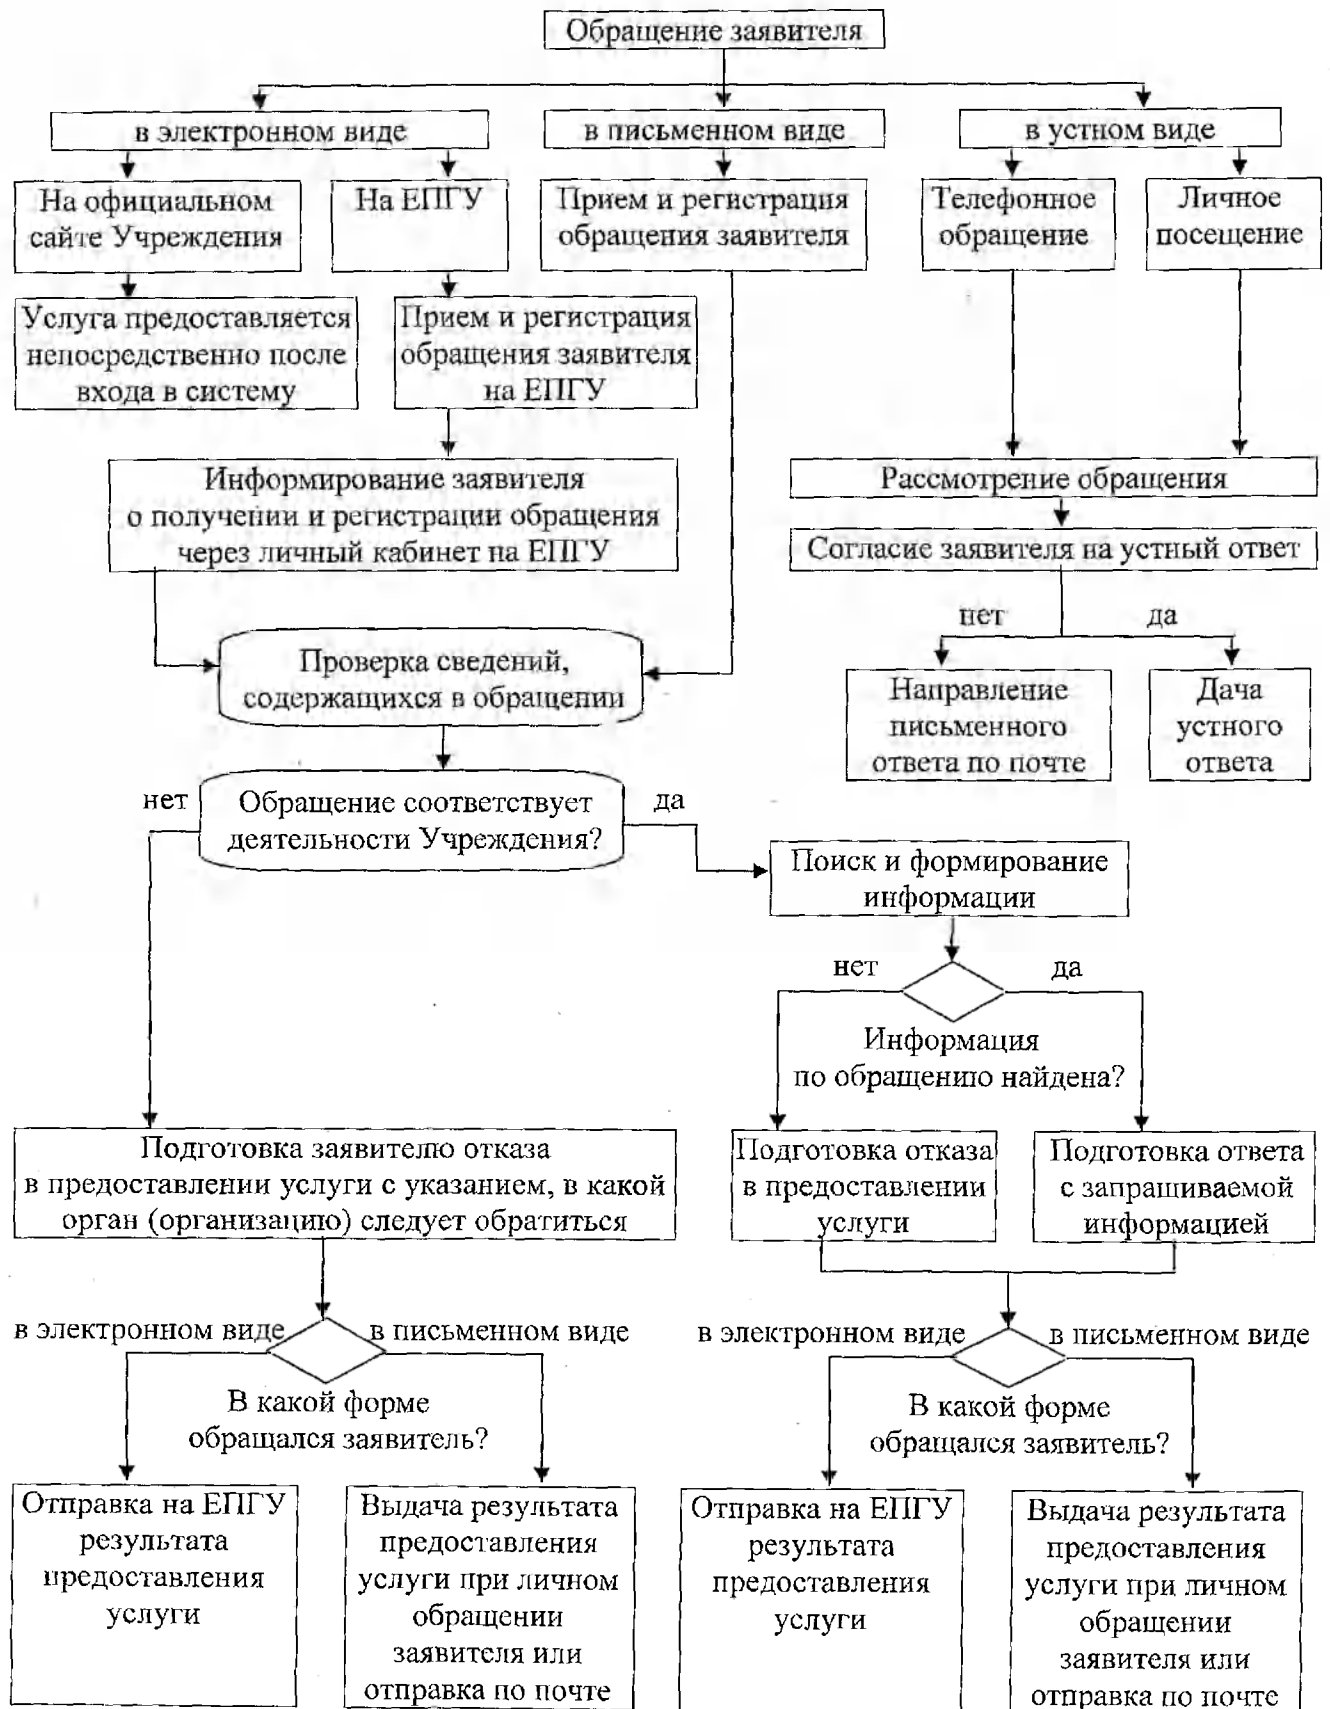 Обращение заявителя
в электронном виде
в письменном виде
в устном виде
На официальном
сайте Учреждения
На ЕПГУ
Прием и регистрация
обращения заявителя
Телефонное
обращение
Личное
посещение
Услуга предоставляется
непосредственно после
входа в систему
Прием и регистрация
обращения заявителя
на ЕПГУ
Информирование заявителя
о получении и регистрации обращения
через личный кабинет на ЕПГУ
Рассмотрение обращения
Согласие заявителя на устный ответ
нет
да
Проверка сведений,
содержащихся в обращении
Направление
письменного
ответа по почте
Дача
устного
ответа
нет
Обращение соответствует
деятельности Учреждения?
да
Поиск и формирование
информации
нет
да
Информация
по обращению найдена?
Подготовка заявителю отказа
в предоставлении услуги с указанием, в какой
орган (организацию) следует обратиться
Подготовка отказа
в предоставлении
услуги
Подготовка ответа
с запрашиваемой
информацией
в электронном виде
в письменном виде
В какой форме
обращался заявитель?
в электронном виде
в письменном виде
В какой форме
обращался заявитель?
Отправка на ЕПГУ
результата
предоставления
услуги
Выдача результата
предоставления
услуги при личном
обращении
заявителя или
отправка по почте
Отправка на ЕПГУ
результата
предоставления
услуги
Выдача результата
предоставления
услуги при личном
обращении
заявителя или
отправка по почте